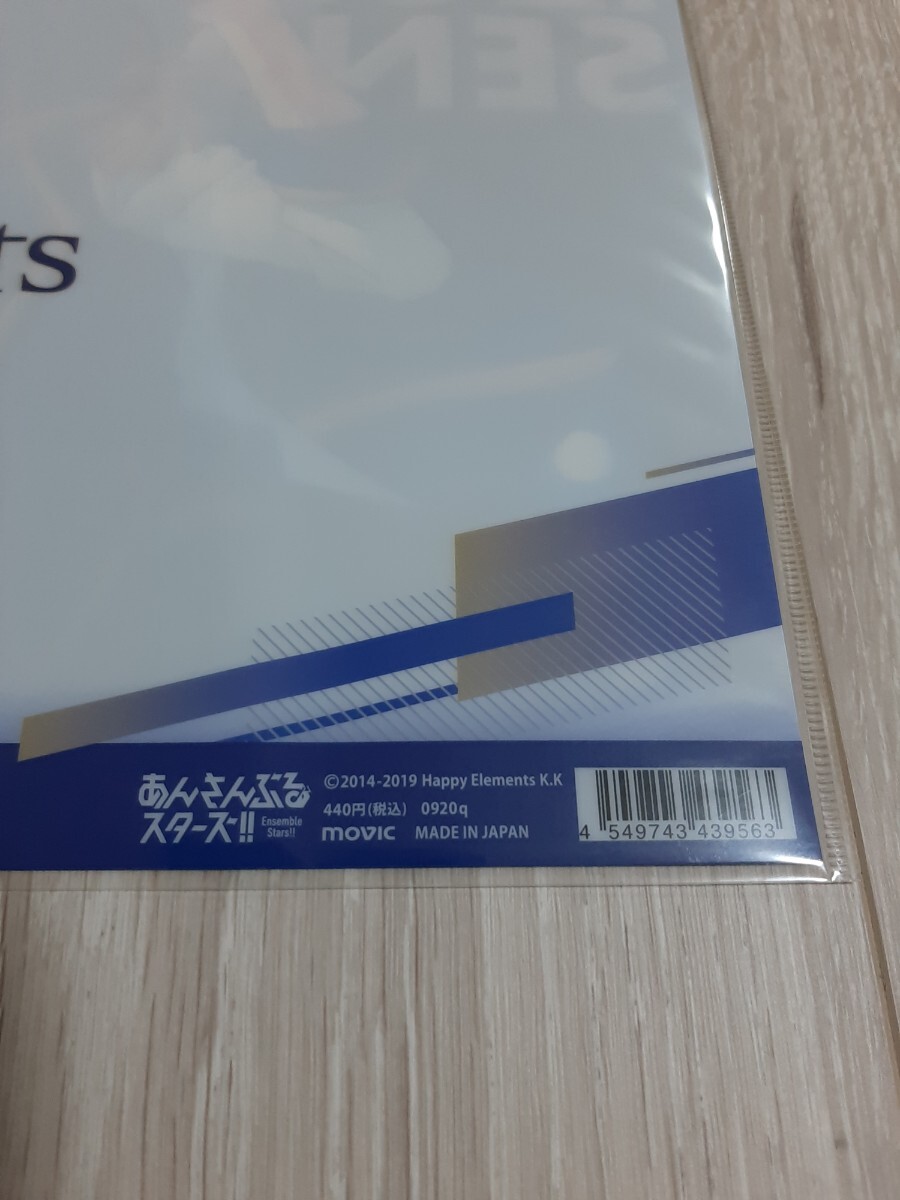 ts
あんさんぶる
スターズ!!
Ensemble
Stars!!
©2014-2019 Happy Elements K.K
440円(税込) 0920q
movic MADE IN JAPAN
4 549743 439563